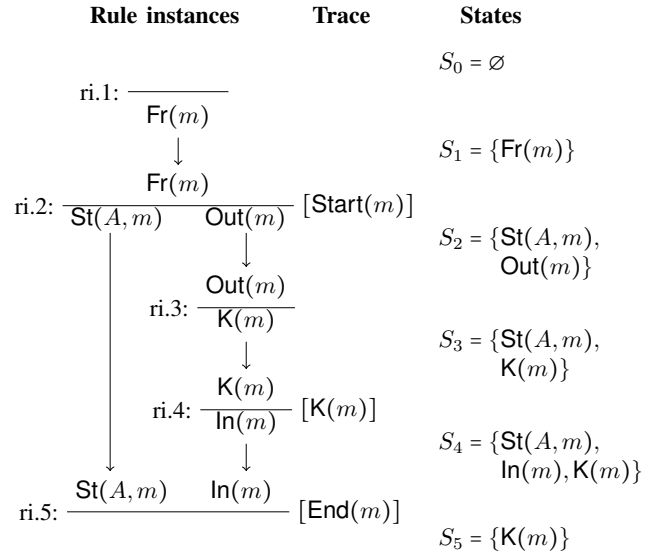 Rule instances Trace States
S₀ = ∅
ri.1:
Fr(m)
S₁ = {Fr(m)}
Fr(m)
ri.2: [Start(m)]
St(A, m) Out(m)
S₂ = {St(A, m),
Out(m)}
Out(m)
ri.3:
K(m)
S₃ = {St(A, m),
K(m)}
K(m)
ri.4: [K(m)]
In(m)
S₄ = {St(A, m),
In(m), K(m)}
St(A, m) In(m)
ri.5: [End(m)]
S₅ = {K(m)}